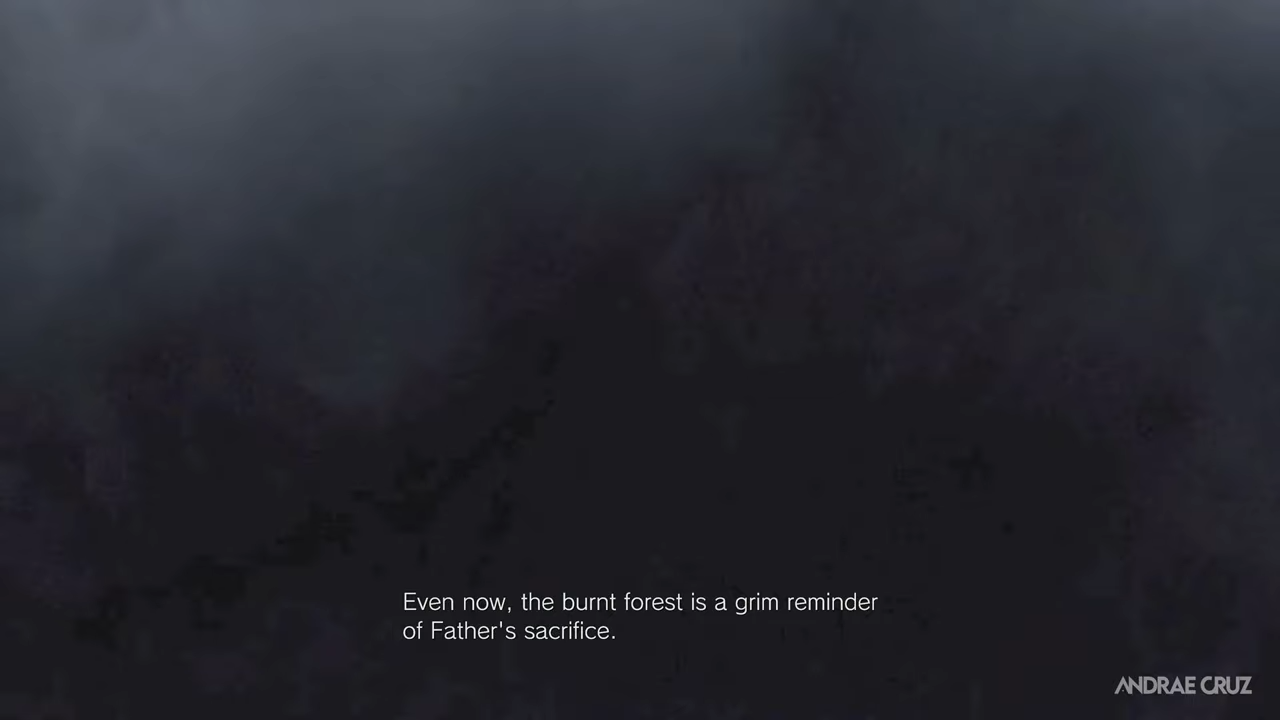 Even now, the burnt forest is a grim reminder
of Father's sacrifice.
ANDRAE CRUZ